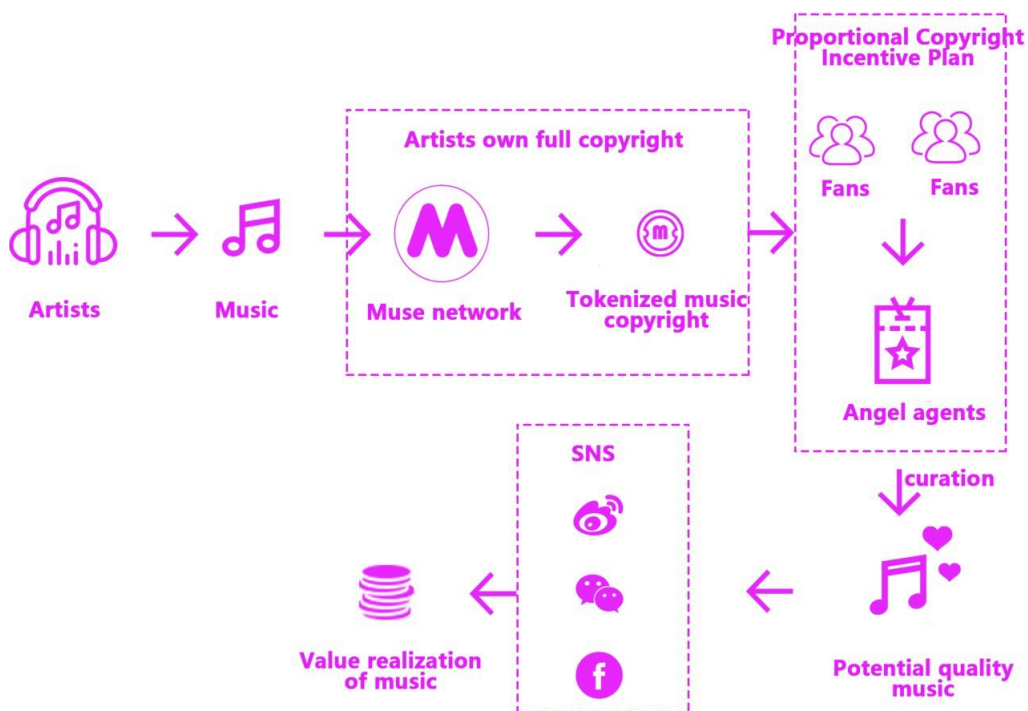 Proportional Copyright
Incentive Plan
Artists own full copyright
Fans
Fans
Artists
Music
Muse network
Tokenized music
copyright
Angel agents
SNS
curation
Value realization
of music
Potential quality
music